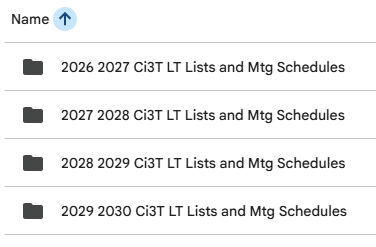 Name
2026 2027 Ci3T LT Lists and Mtg Schedules
2027 2028 Ci3T LT Lists and Mtg Schedules
2028 2029 Ci3T LT Lists and Mtg Schedules
2029 2030 Ci3T LT Lists and Mtg Schedules